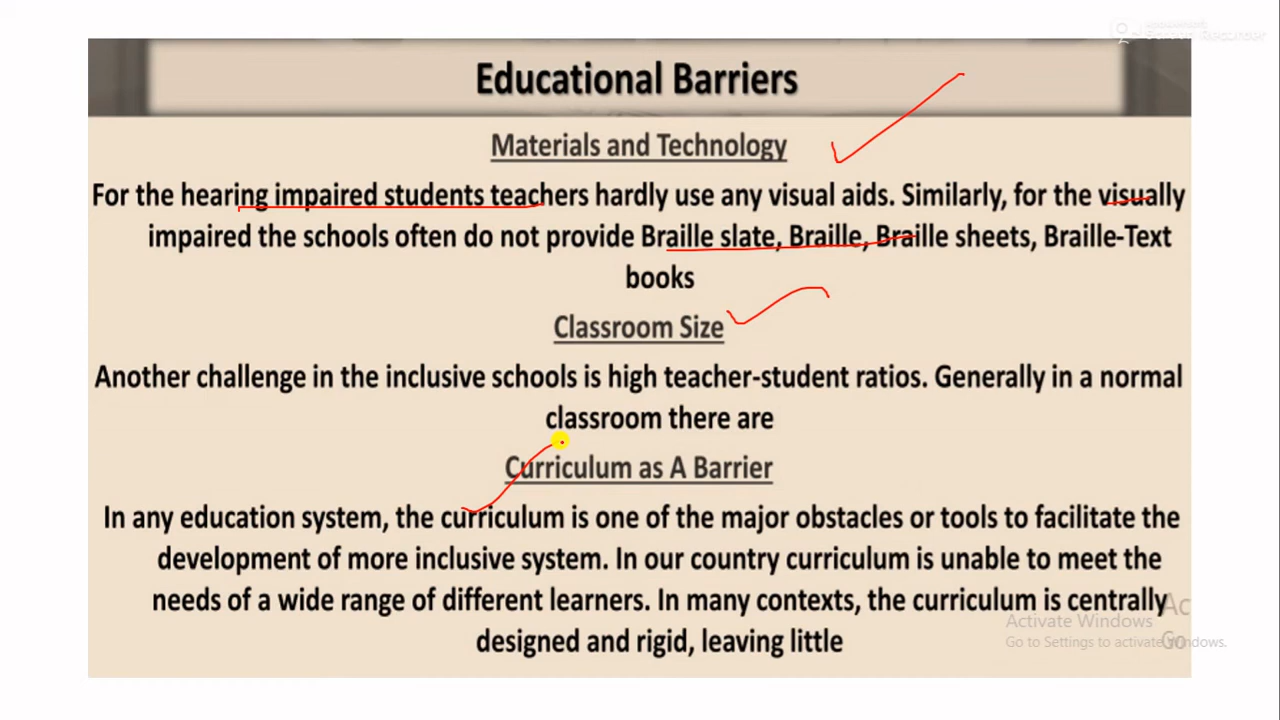 Screen Recorder
Educational Barriers
Materials and Technology
For the hearing impaired students teachers hardly use any visual aids. Similarly, for the visually
impaired the schools often do not provide Braille slate, Braille, Braille sheets, Braille-Text
books
Classroom Size
Another challenge in the inclusive schools is high teacher-student ratios. Generally in a normal
classroom there are
Curriculum as A Barrier
In any education system, the curriculum is one of the major obstacles or tools to facilitate the
development of more inclusive system. In our country curriculum is unable to meet the
needs of a wide range of different learners. In many contexts, the curriculum is centrally
designed and rigid, leaving little
Ac
Activate Windows
Go to Settings to activate Windows.
Go